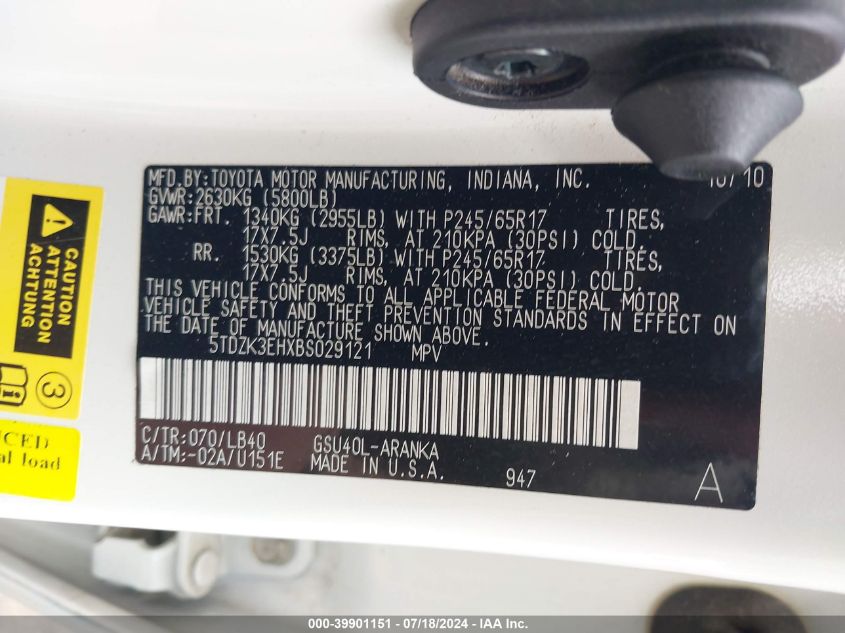 MFD.BY:TOYOTA MOTOR MANUFACTURING, INDIANA, INC. 10/10
GVWR:2630KG (5800LB)
GAWR:FRT. 1340KG (2955LB) WITH P245/65R17 TIRES,
17X7.5J RIMS, AT 210KPA (30PSI) COLD.
RR. 1530KG (3375LB) WITH P245/65R17 TIRES,
17X7.5J RIMS, AT 210KPA (30PSI) COLD.
THIS VEHICLE CONFORMS TO ALL APPLICABLE FEDERAL MOTOR
VEHICLE SAFETY AND THEFT PREVENTION STANDARDS IN EFFECT ON
THE DATE OF MANUFACTURE SHOWN ABOVE.
5TDZK3EHXBS029121 MPV
C/TR:070/LB40 GSU40L-ARANKA
A/TM:-02A/U151E MADE IN U.S.A. 947 A
CAUTION
ATTENTION
ACHTUNG
3
al load
000-39901151 - 07/18/2024 - IAA Inc.